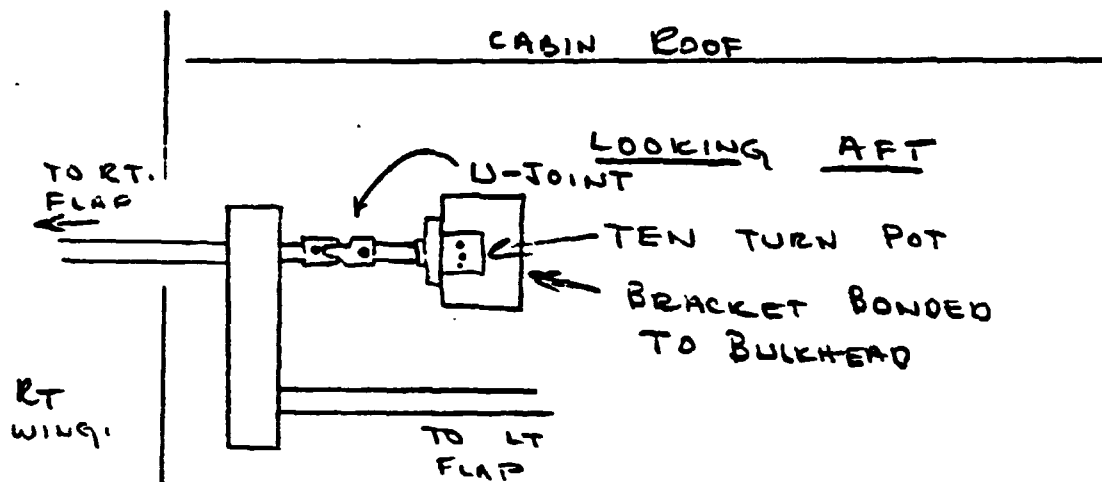 CABIN ROOF
LOOKING AFT
TO RT.
FLAP
U-JOINT
TEN TURN POT
BRACKET BONDED
TO BULKHEAD
RT
WING.
TO LT
FLAP